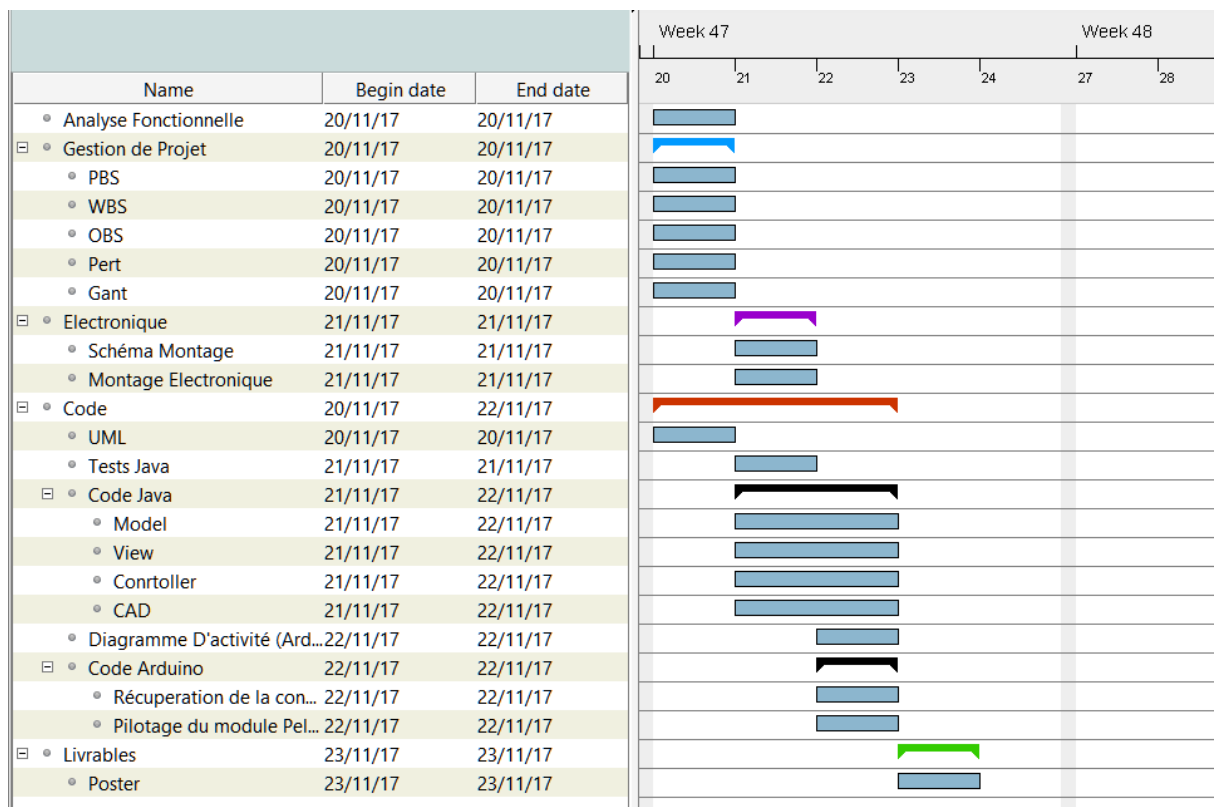 Week 47 Week 48
20 21 22 23 24 27 28
Name Begin date End date
Analyse Fonctionnelle 20/11/17 20/11/17
Gestion de Projet 20/11/17 20/11/17
PBS 20/11/17 20/11/17
WBS 20/11/17 20/11/17
OBS 20/11/17 20/11/17
Pert 20/11/17 20/11/17
Gant 20/11/17 20/11/17
Electronique 21/11/17 21/11/17
Schéma Montage 21/11/17 21/11/17
Montage Electronique 21/11/17 21/11/17
Code 20/11/17 22/11/17
UML 20/11/17 20/11/17
Tests Java 21/11/17 21/11/17
Code Java 21/11/17 22/11/17
Model 21/11/17 22/11/17
View 21/11/17 22/11/17
Conrtoller 21/11/17 22/11/17
CAD 21/11/17 22/11/17
Diagramme D'activité (Ard... 22/11/17 22/11/17
Code Arduino 22/11/17 22/11/17
Récuperation de la con... 22/11/17 22/11/17
Pilotage du module Pel... 22/11/17 22/11/17
Livrables 23/11/17 23/11/17
Poster 23/11/17 23/11/17